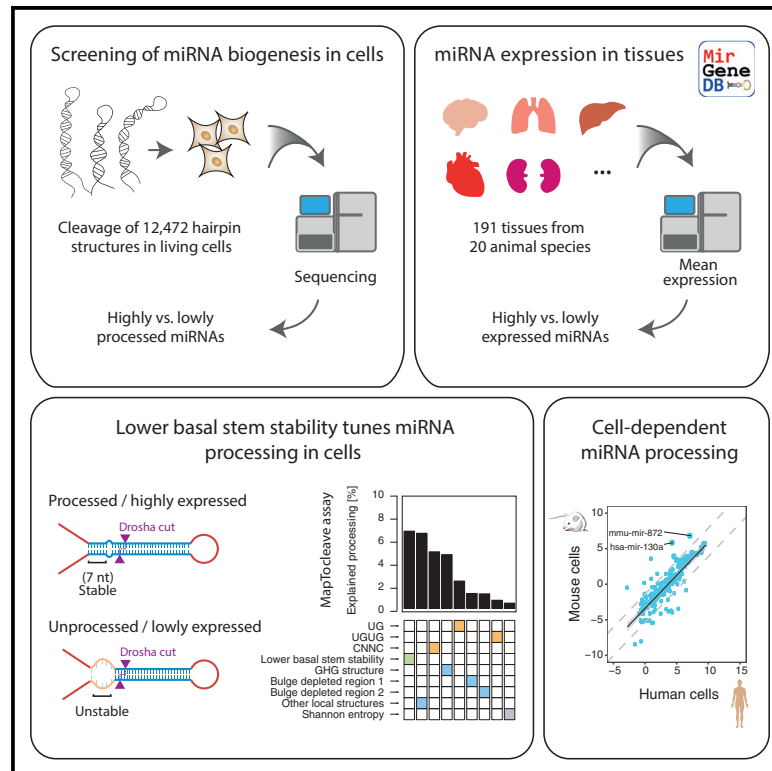 Screening of miRNA biogenesis in cells
Cleavage of 12,472 hairpin
structures in living cells
Sequencing
Highly vs. lowly
processed miRNAs
miRNA expression in tissues
Mir
Gene
DB
...
191 tissues from
20 animal species
Mean
expression
Highly vs. lowly
expressed miRNAs
Lower basal stem stability tunes miRNA
processing in cells
Processed / highly expressed
Drosha cut
(7 nt)
Stable
Unprocessed / lowly expressed
Drosha cut
Unstable
MapToCleave assay
Explained processing [%]
10
8
6
4
2
0
UG
UGUG
CNNC
Lower basal stem stability
GHG structure
Bulge depleted region 1
Bulge depleted region 2
Other local structures
Shannon entropy
Cell-dependent
miRNA processing
Mouse cells
10
5
0
−5
−10
mmu-mir-872
hsa-mir-130a
−5 0 5 10 15
Human cells